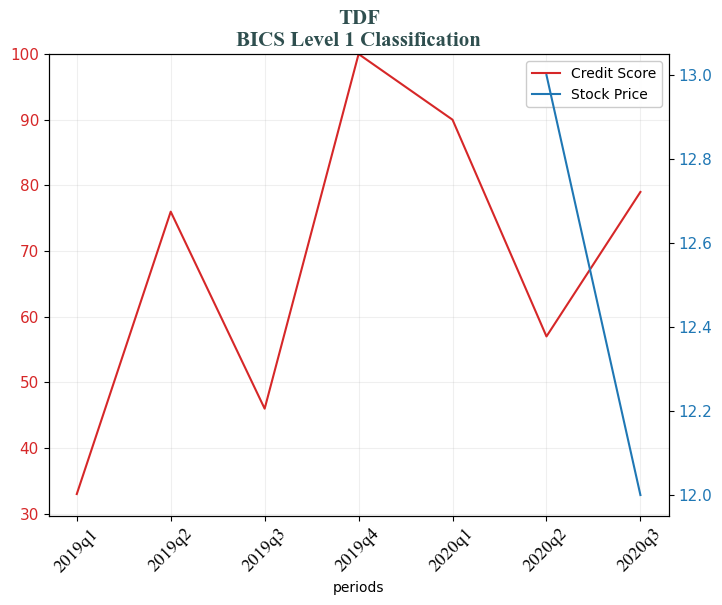 TDF
BICS Level 1 Classification
100
90
80
70
60
50
40
30
Credit Score
Stock Price
13.0
12.8
12.6
12.4
12.2
12.0
2019q1
2019q2
2019q3
2019q4
2020q1
2020q2
2020q3
periods